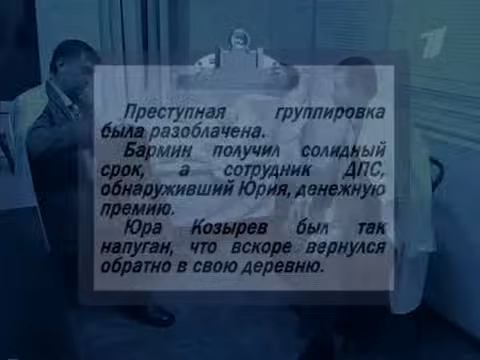 Преступная группировка
была разоблачена.
Бармин получил солидный
срок, а сотрудник ДПС,
обнаруживший Юрия, денежную
премию.
Юра Козырев был так
напуган, что вскоре вернулся
обратно в свою деревню.